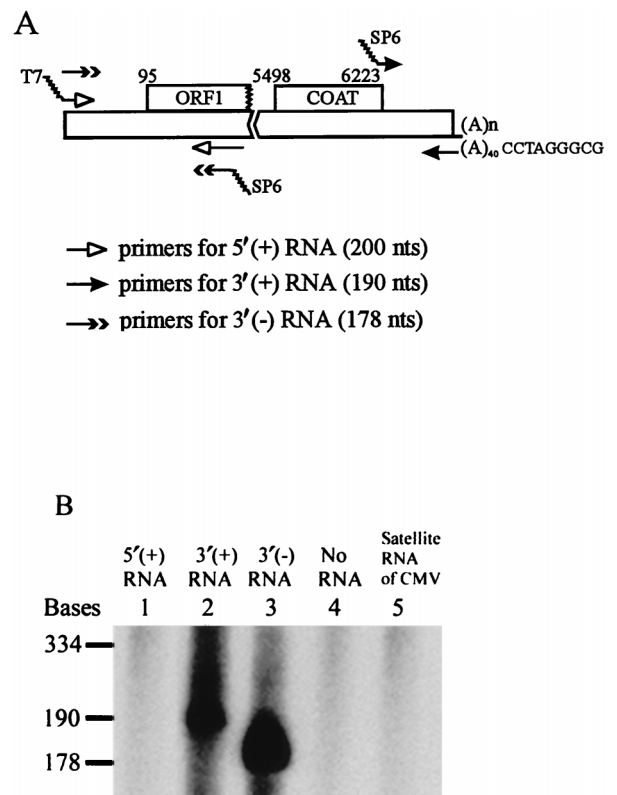 A
SP6
T7
95
5498
6223
ORF1
COAT
(A)n
(A)40 CCTAGGGCG
SP6
primers for 5′(+) RNA (200 nts)
primers for 3′(+) RNA (190 nts)
primers for 3′(-) RNA (178 nts)
B
5′(+) RNA
3′(+) RNA
3′(-) RNA
No RNA
Satellite RNA of CMV
Bases 1 2 3 4 5
334
190
178